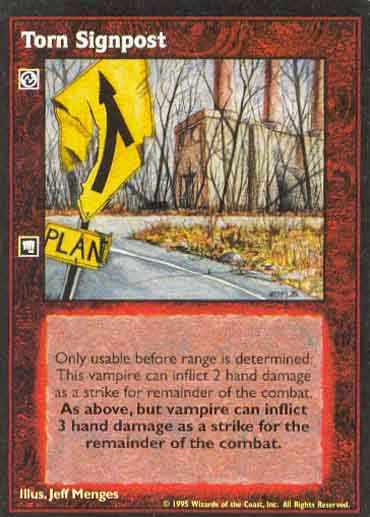 Torn Signpost
PLAN
Only usable before range is determined:
This vampire can inflict 2 hand damage
as a strike for remainder of the combat.
As above, but vampire can inflict
3 hand damage as a strike for the
remainder of the combat.
Illus. Jeff Menges
© 1995 Wizards of the Coast, Inc. All Rights Reserved.